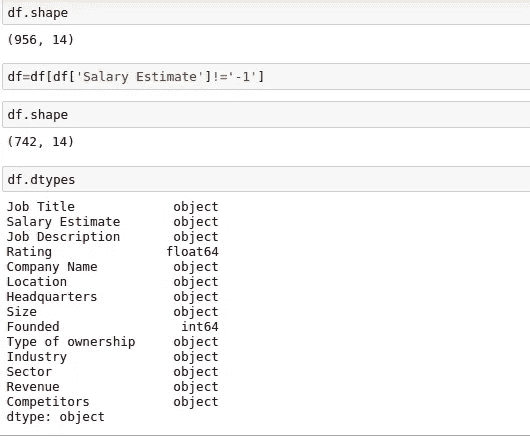 df.shape
(956, 14)
df=df[df['Salary Estimate']!=‘-1']
df.shape
(742, 14)
df.dtypes
Job Title object
Salary Estimate object
Job Description object
Rating float64
Company Name object
Location object
Headquarters object
Size object
Founded int64
Type of ownership object
Industry object
Sector object
Revenue object
Competitors object
dtype: object